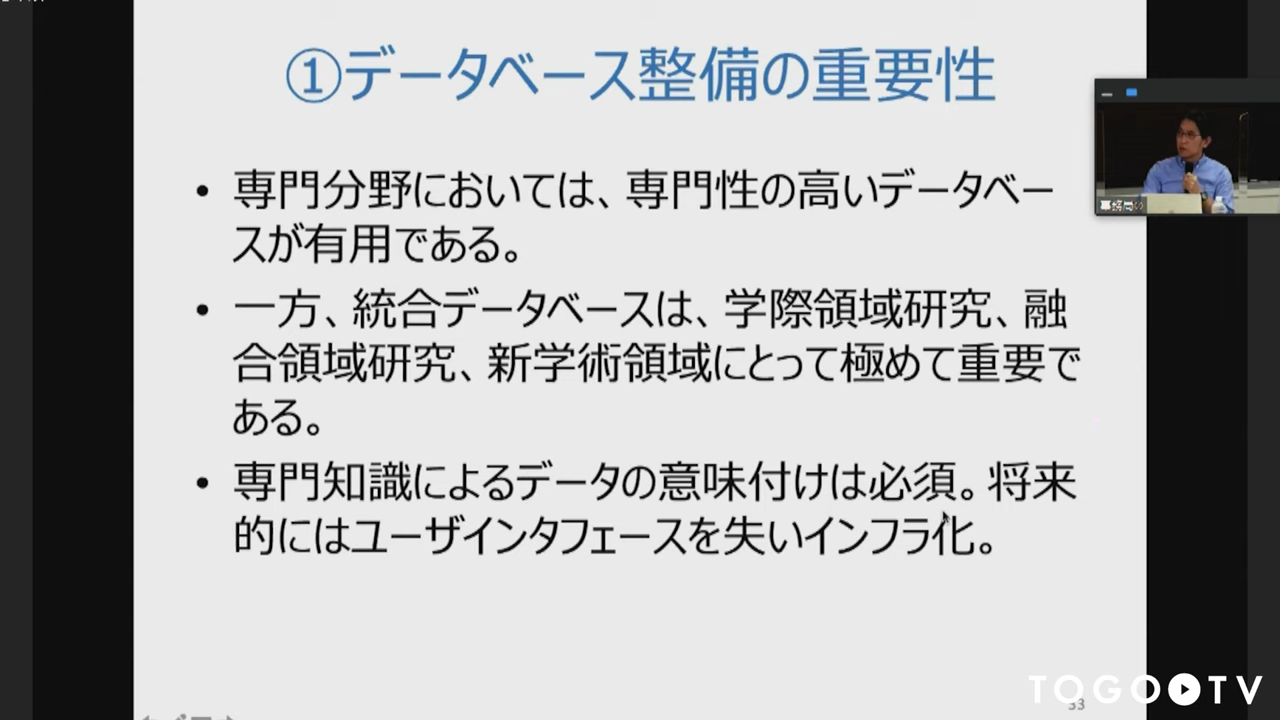 ①データベース整備の重要性
• 専門分野においては、専門性の高いデータベー
スが有用である。
• 一方、統合データベースは、学際領域研究、融
合領域研究、新学術領域にとって極めて重要で
ある。
• 専門知識によるデータの意味付けは必須。将来
的にはユーザインタフェースを失いインフラ化。
事務局
33
TOGOTV